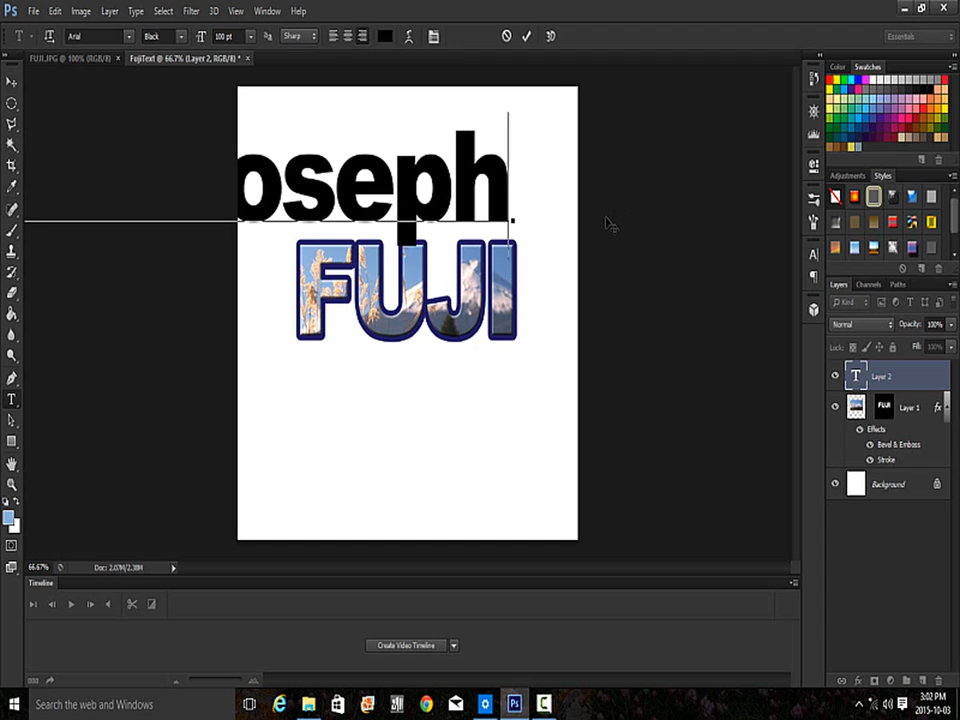 Ps File Edit Image Layer Type Select Filter 3D View Window Help
T Arial Black 100 pt aa Sharp 3D Essentials
FUJI.JPG @ 100% (RGB/8) × FujiText @ 66.7% (Layer 2, RGB/8) * ×
Color Swatches
oseph
FUJI
Adjustments Styles
Layers Channels Paths
Kind
Normal Opacity: 100%
Lock: Fill: 100%
T Layer 2
FUJI Layer 1 fx
Effects
Bevel & Emboss
Stroke
Background
66.67% Doc: 2.07M/2.38M
Timeline
Create Video Timeline
Search the web and Windows
3:02 PM
2015-10-03